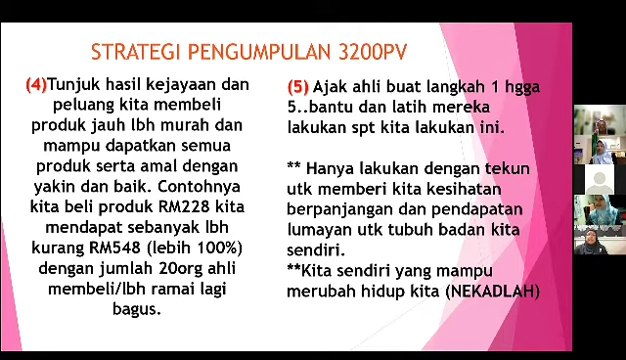 STRATEGI PENGUMPULAN 3200PV
(4)Tunjuk hasil kejayaan dan
peluang kita membeli
produk jauh lbh murah dan
mampu dapatkan semua
produk serta amal dengan
yakin dan baik. Contohnya
kita beli produk RM228 kita
mendapat sebanyak lbh
kurang RM548 (lebih 100%)
dengan jumlah 20org ahli
membeli/lbh ramai lagi
bagus.
(5) Ajak ahli buat langkah 1 hgga
5..bantu dan latih mereka
lakukan spt kita lakukan ini.
** Hanya lakukan dengan tekun
utk memberi kita kesihatan
berpanjangan dan pendapatan
lumayan utk tubuh badan kita
sendiri.
**Kita sendiri yang mampu
merubah hidup kita (NEKADLAH)